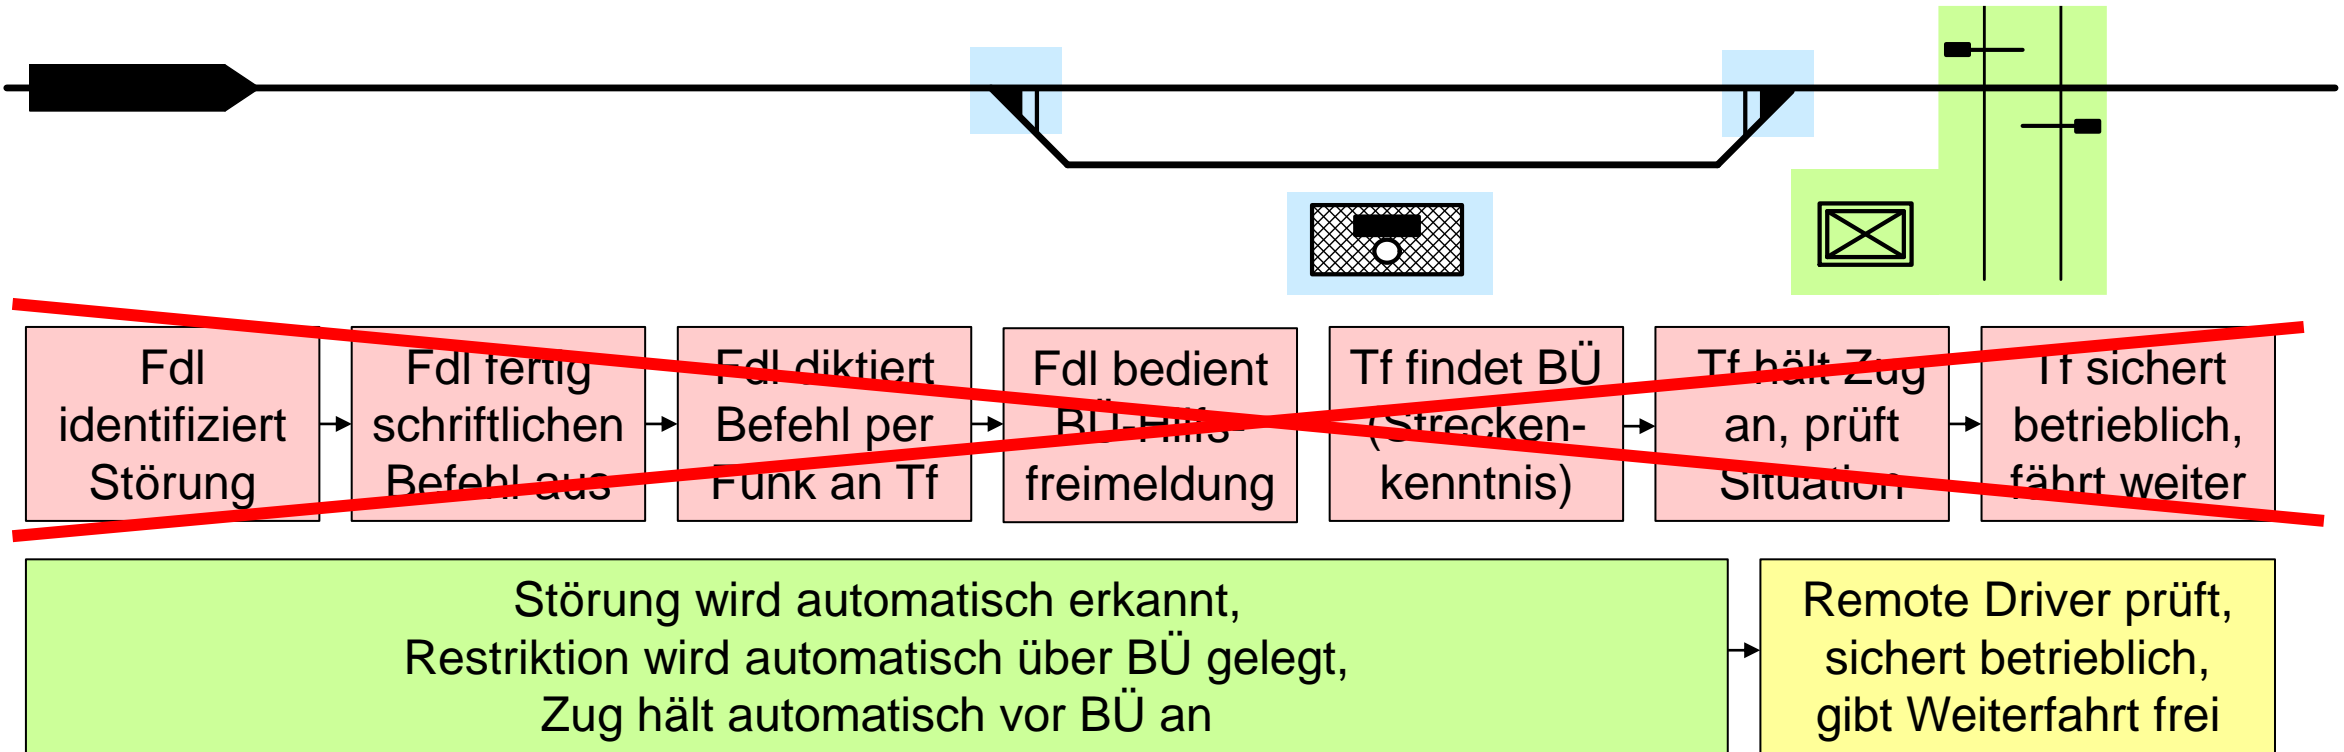 Fdl
identifiziert
Störung
Fdl fertig
schriftlichen
Befehl aus
Fdl diktiert
Befehl per
Funk an Tf
Fdl bedient
BÜ-Hilfs-
freimeldung
Tf findet BÜ
(Strecken-
kenntnis)
Tf hält Zug
an, prüft
Situation
Tf sichert
betrieblich,
fährt weiter
Störung wird automatisch erkannt,
Restriktion wird automatisch über BÜ gelegt,
Zug hält automatisch vor BÜ an
Remote Driver prüft,
sichert betrieblich,
gibt Weiterfahrt frei